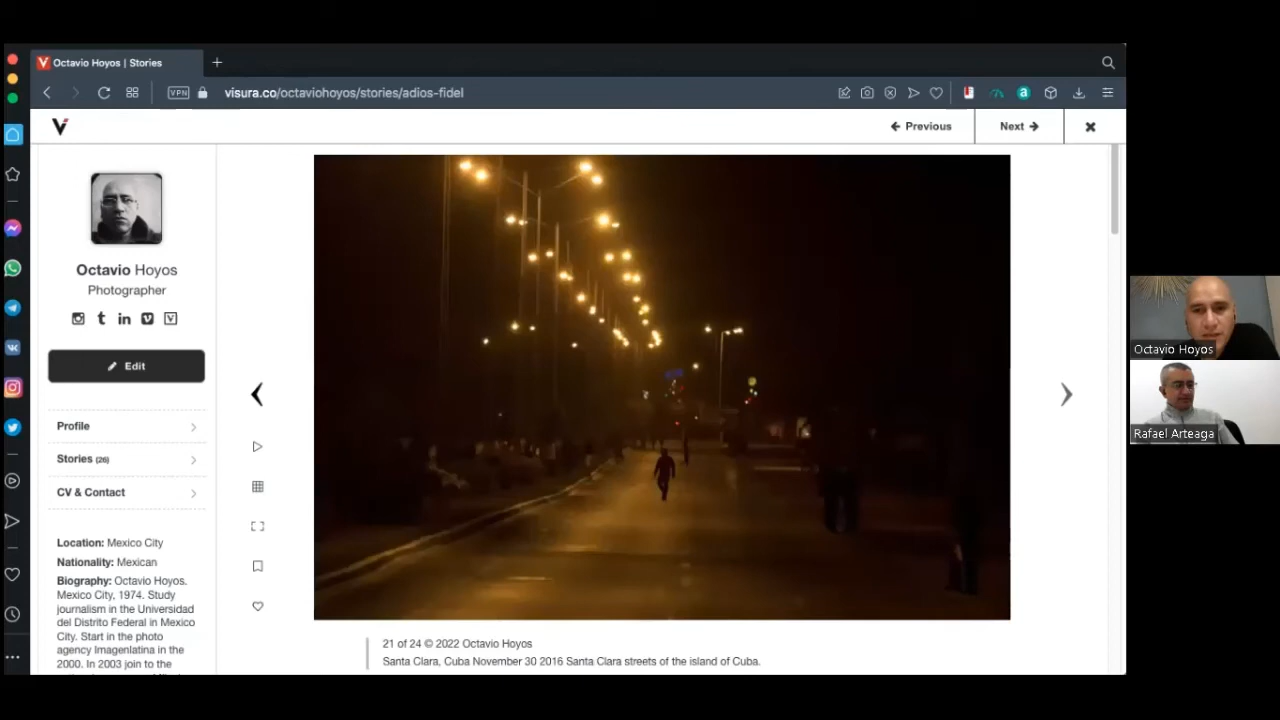 Octavio Hoyos | Stories
VPN
visura.co/octaviohoyos/stories/adios-fidel
Previous
Next
Octavio Hoyos
Photographer
Edit
Profile
Stories (26)
CV & Contact
Location: Mexico City
Nationality: Mexican
Biography: Octavio Hoyos.
Mexico City, 1974. Study
journalism in the Universidad
del Distrito Federal in Mexico
City. Start in the photo
agency Imagenlatina in the
2000. In 2003 join to the
21 of 24 © 2022 Octavio Hoyos
Santa Clara, Cuba November 30 2016 Santa Clara streets of the island of Cuba.
Octavio Hoyos
Rafael Arteaga